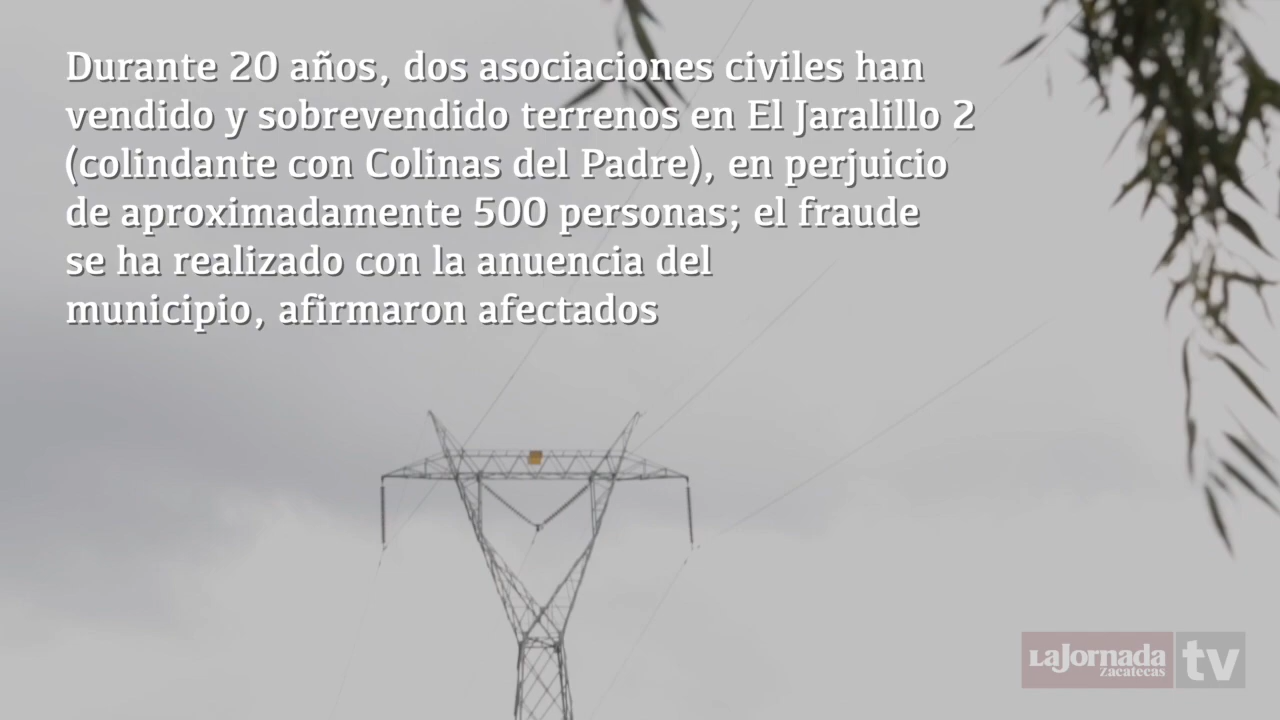 Durante 20 años, dos asociaciones civiles han
vendido y sobrevendido terrenos en El Jaralillo 2
(colindante con Colinas del Padre), en perjuicio
de aproximadamente 500 personas; el fraude
se ha realizado con la anuencia del
municipio, afirmaron afectados
La Jornada tv
Zacatecas